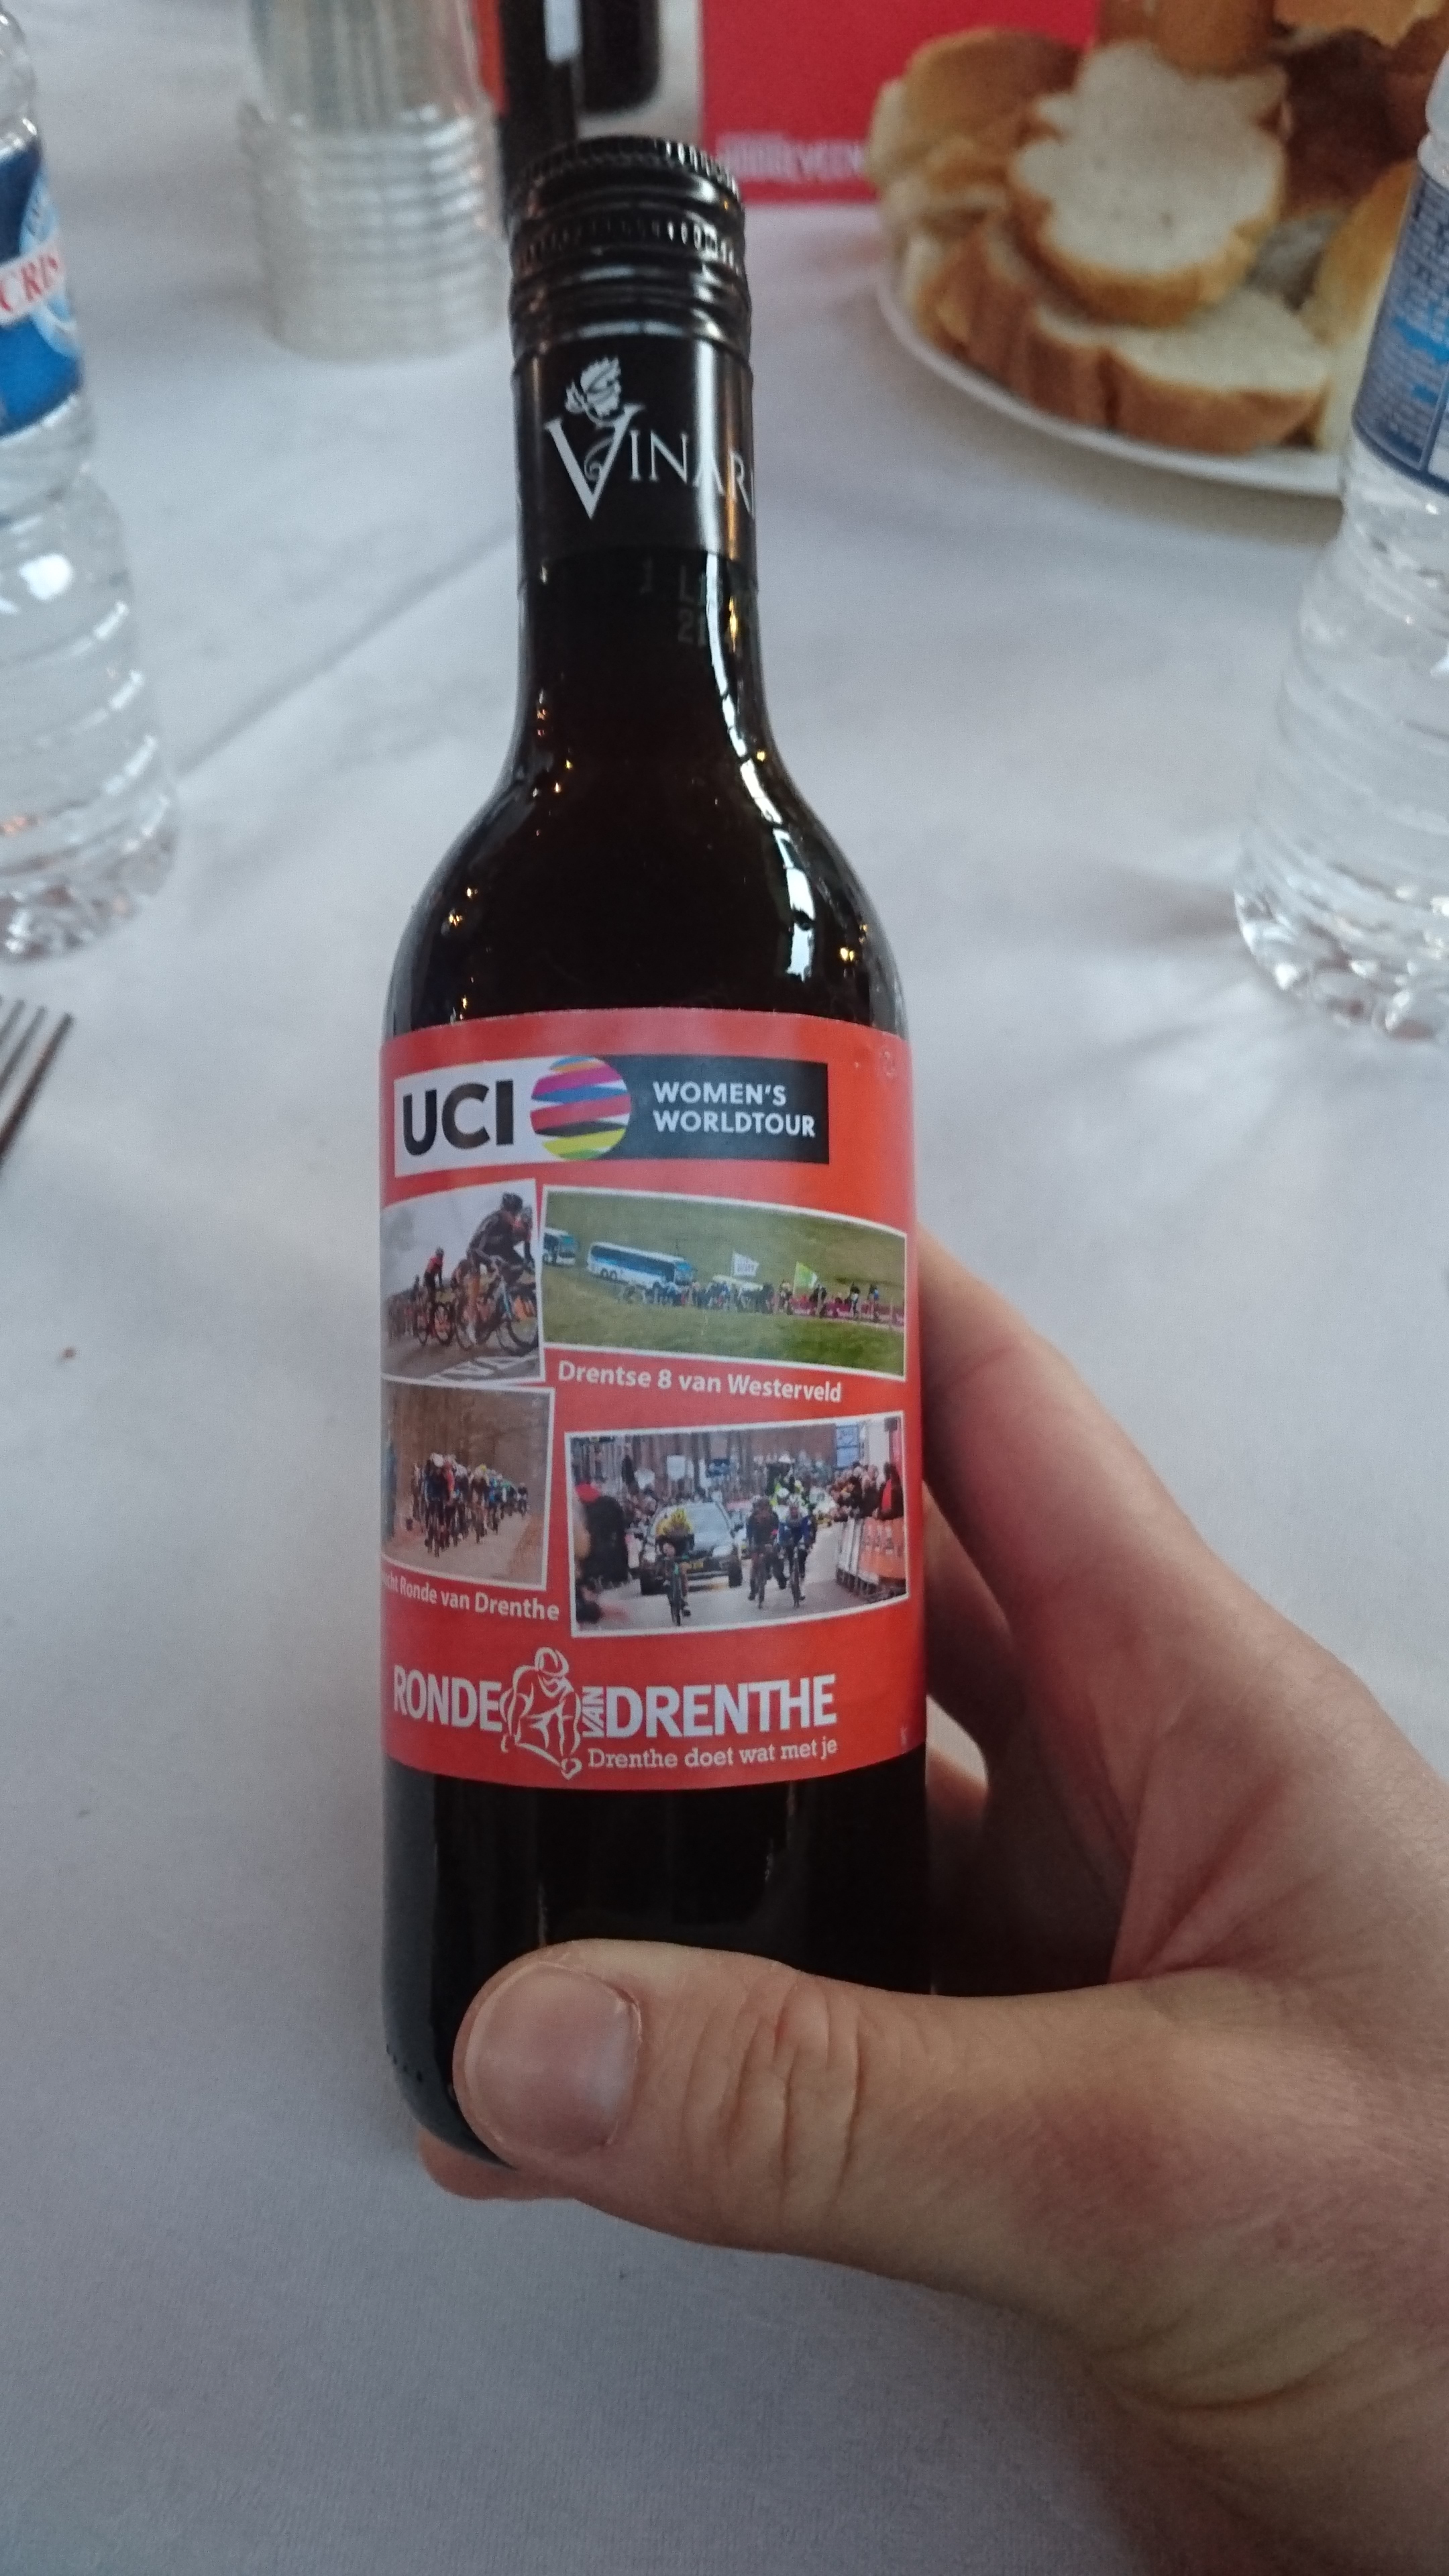 CRIS
VINAR
UCI
WOMEN'S
WORLDTOUR
Drentse 8 van Westerveld
Ronde van Drenthe
RONDE VAN DRENTHE
Drenthe doet wat met je